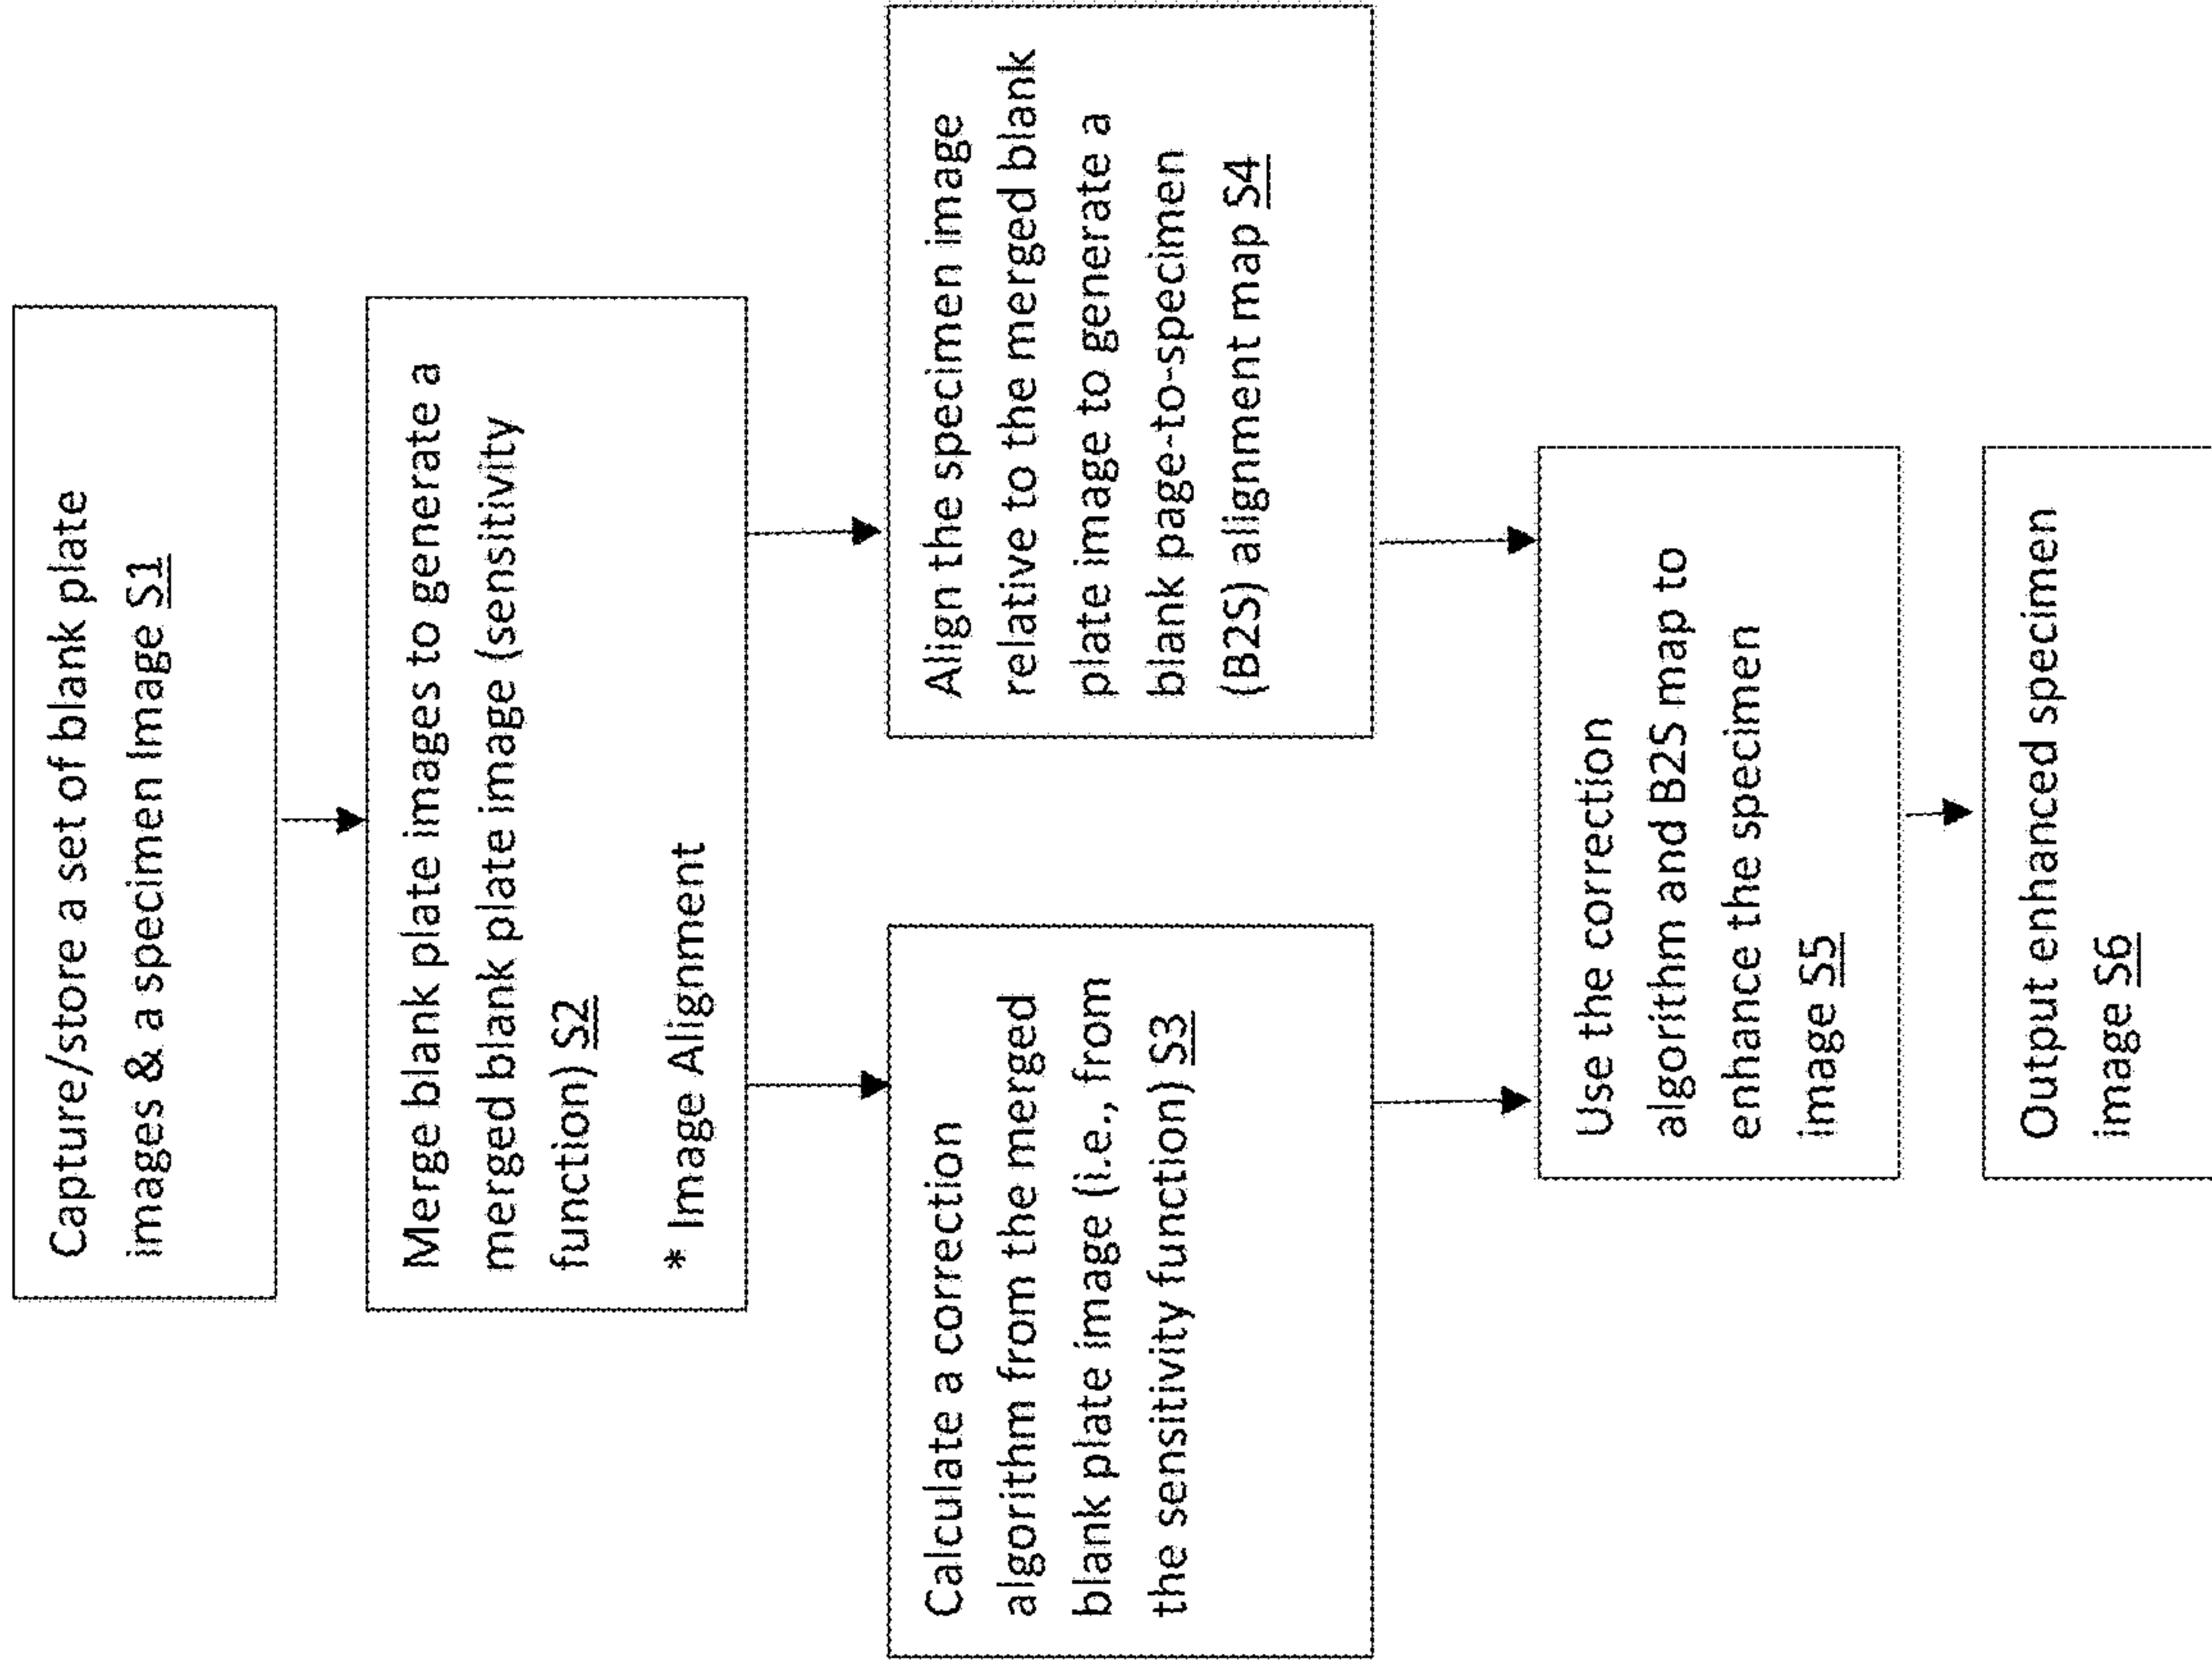 Capture/store a set of blank plate
images & a specimen Image S1
Merge blank plate images to generate a
merged blank plate image (sensitivity
function) S2
* Image Alignment
Calculate a correction
algorithm from the merged
blank plate image (i.e., from
the sensitivity function) S3
Align the specimen image
relative to the merged blank
plate image to generate a
blank page-to-specimen
(B2S) alignment map S4
Use the correction
algorithm and B2S map to
enhance the specimen
image S5
Output enhanced specimen
image S6